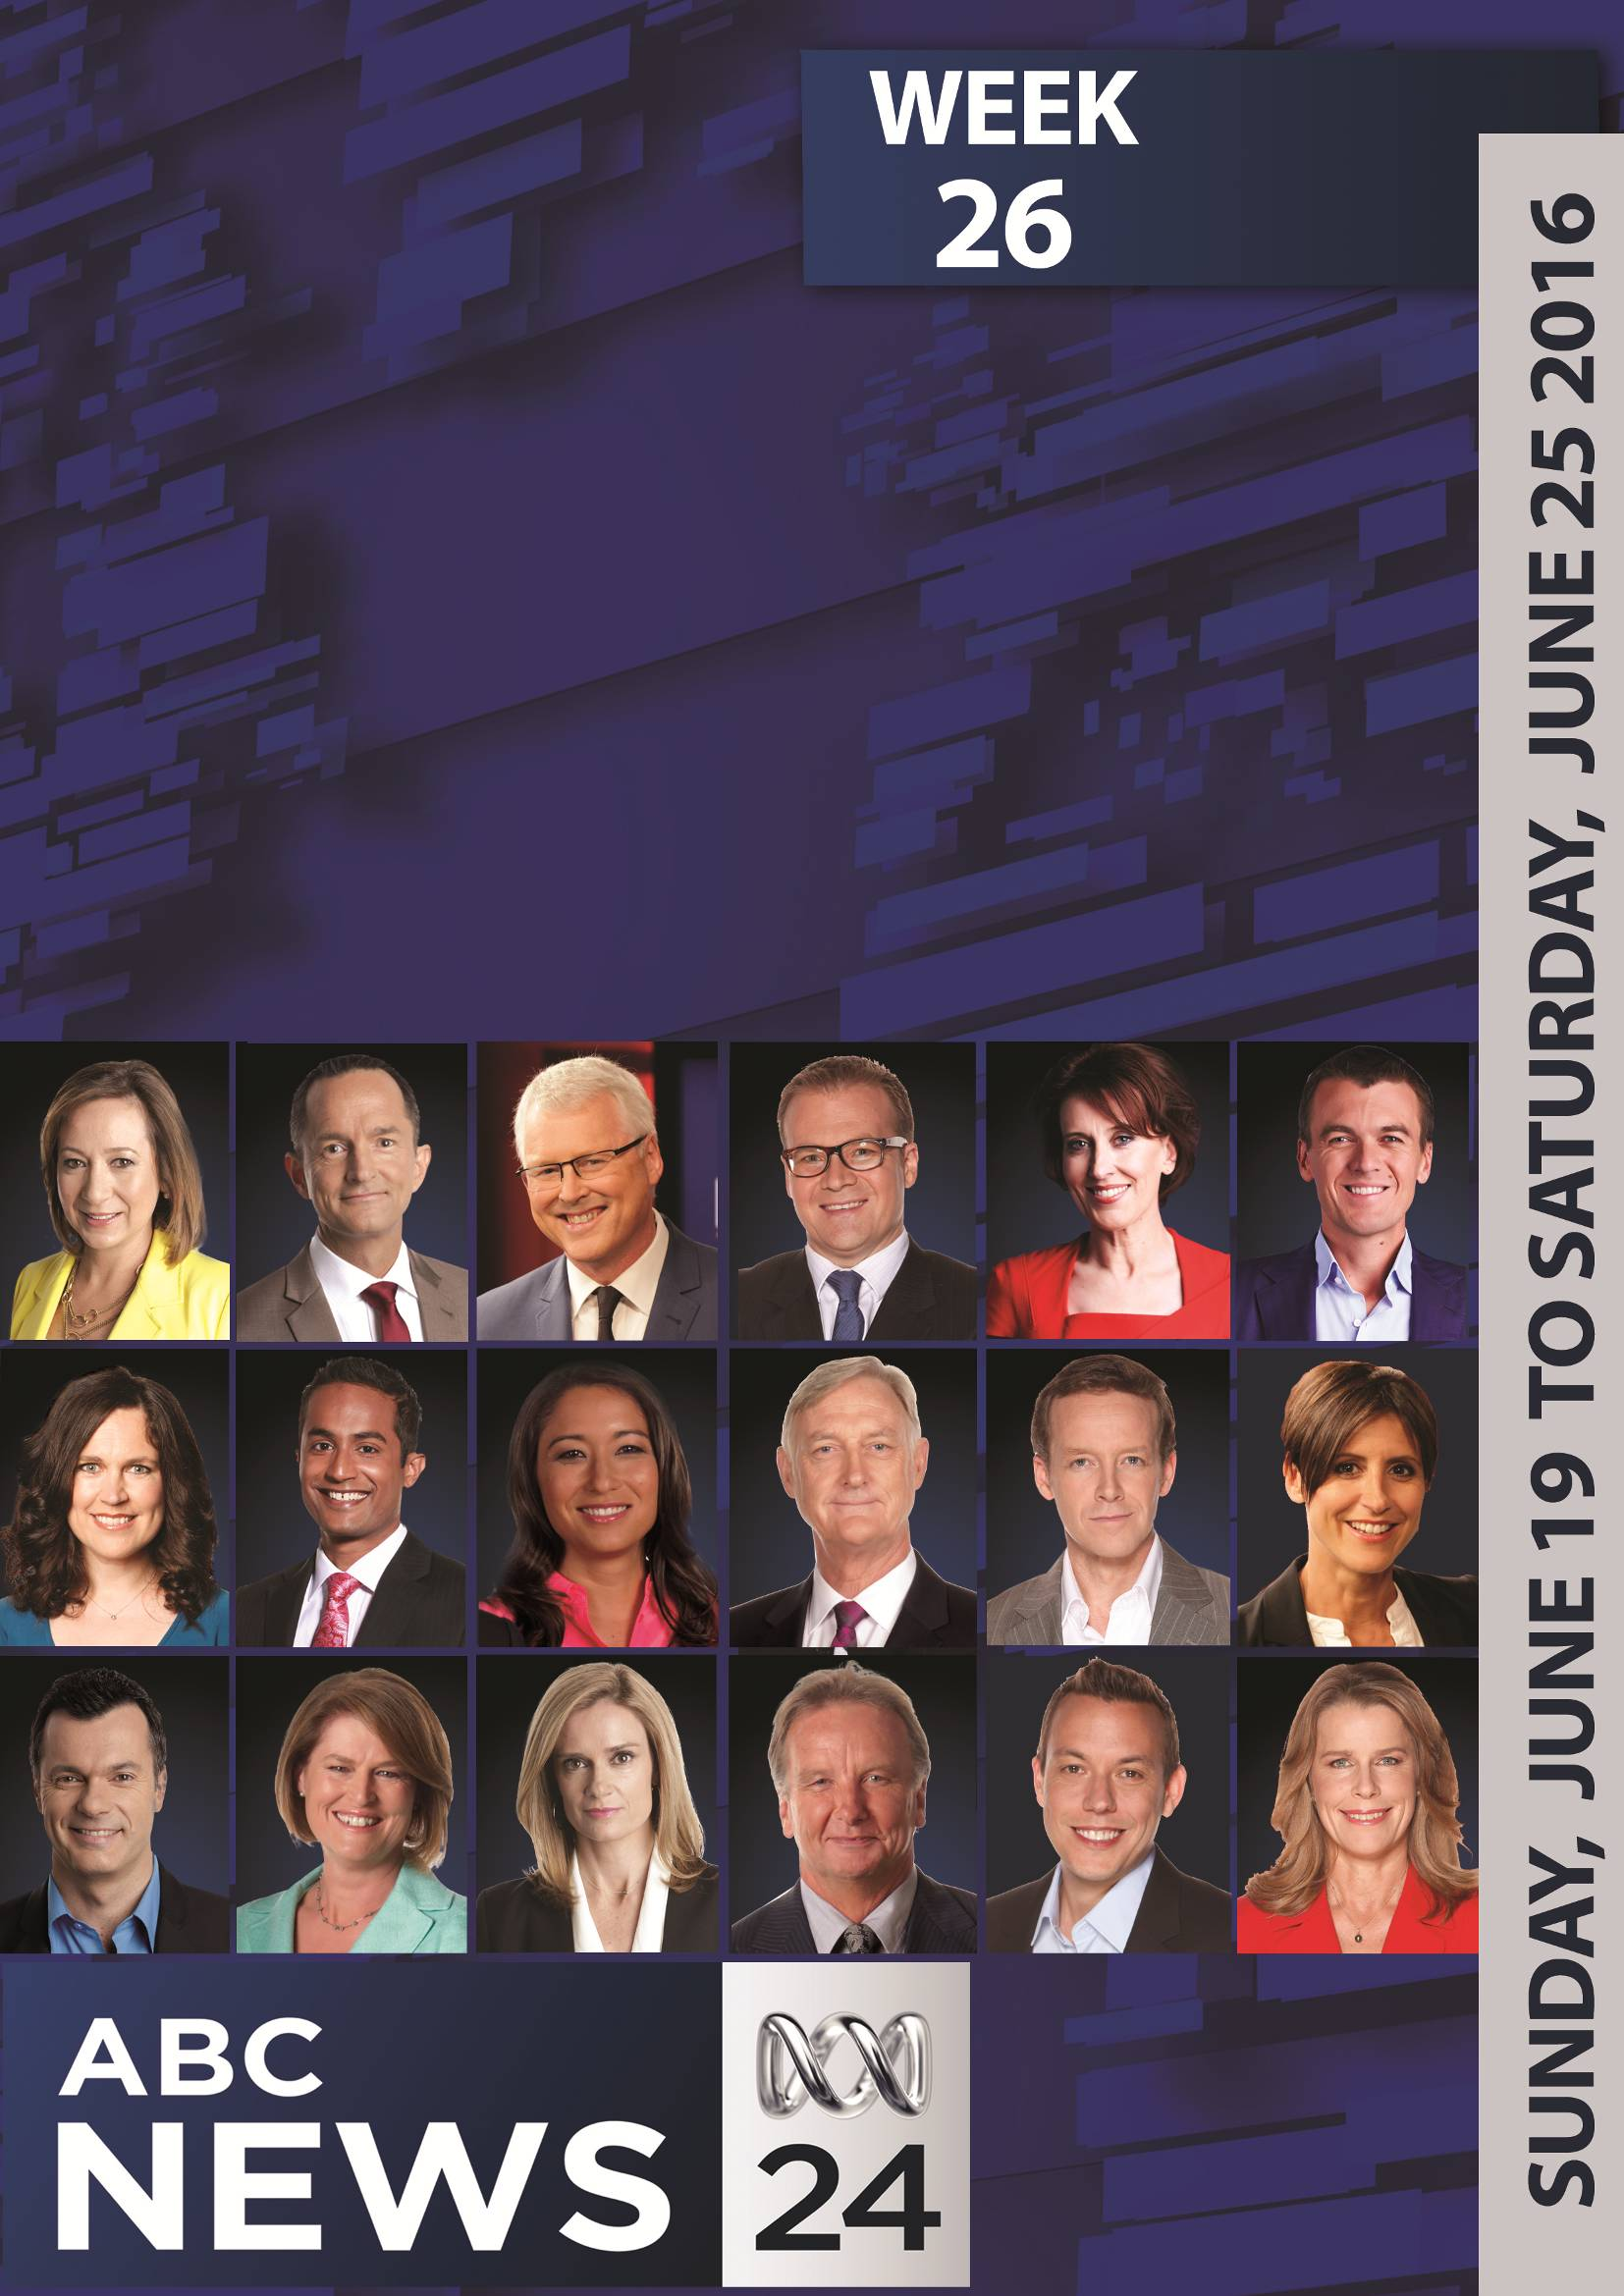 WEEK
26
SUNDAY, JUNE 19 TO SATURDAY, JUNE 25 2016
ABC
NEWS
24